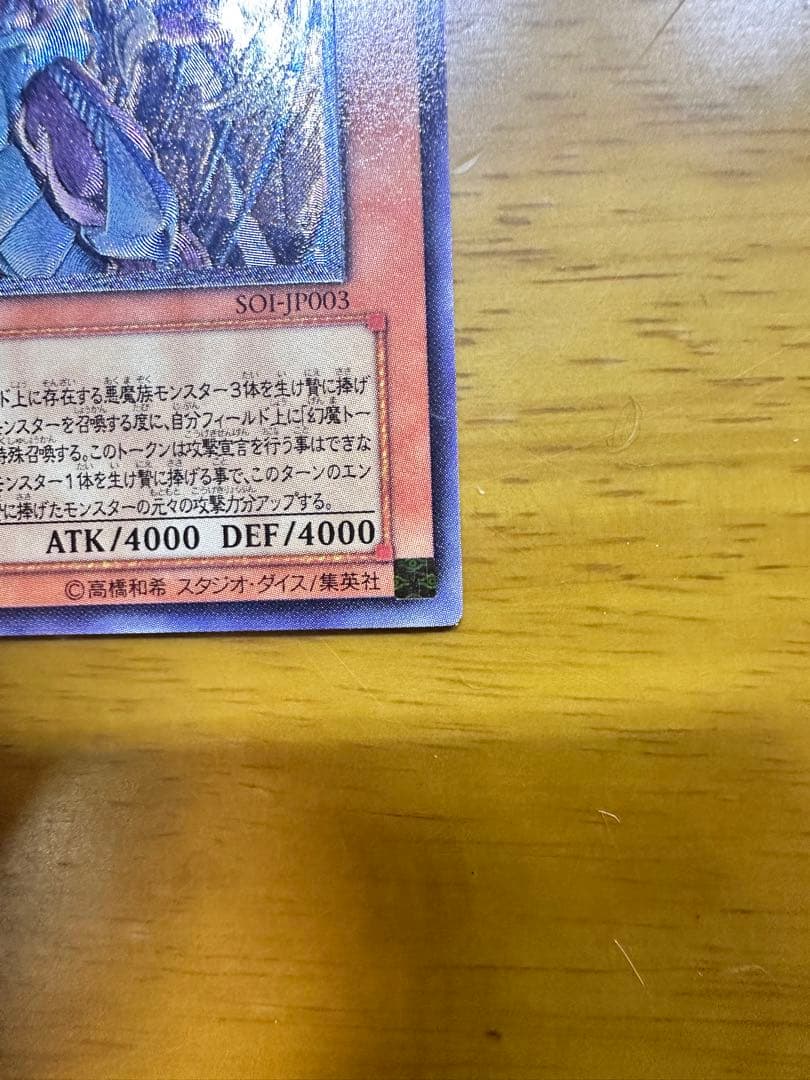 SOI-JP003
ド上に存在する悪魔族モンスター3体を生け贄に捧げ
モンスターを召喚する度に、自分フィールド上に「幻魔トー
特殊召喚する。このトークンは攻撃宣言を行う事はできな
モンスター1体を生け贄に捧げる事で、このターンのエン
に捧げたモンスターの元々の攻撃力分アップする。
ATK/4000 DEF/4000
©高橋和希 スタジオ・ダイス/集英社